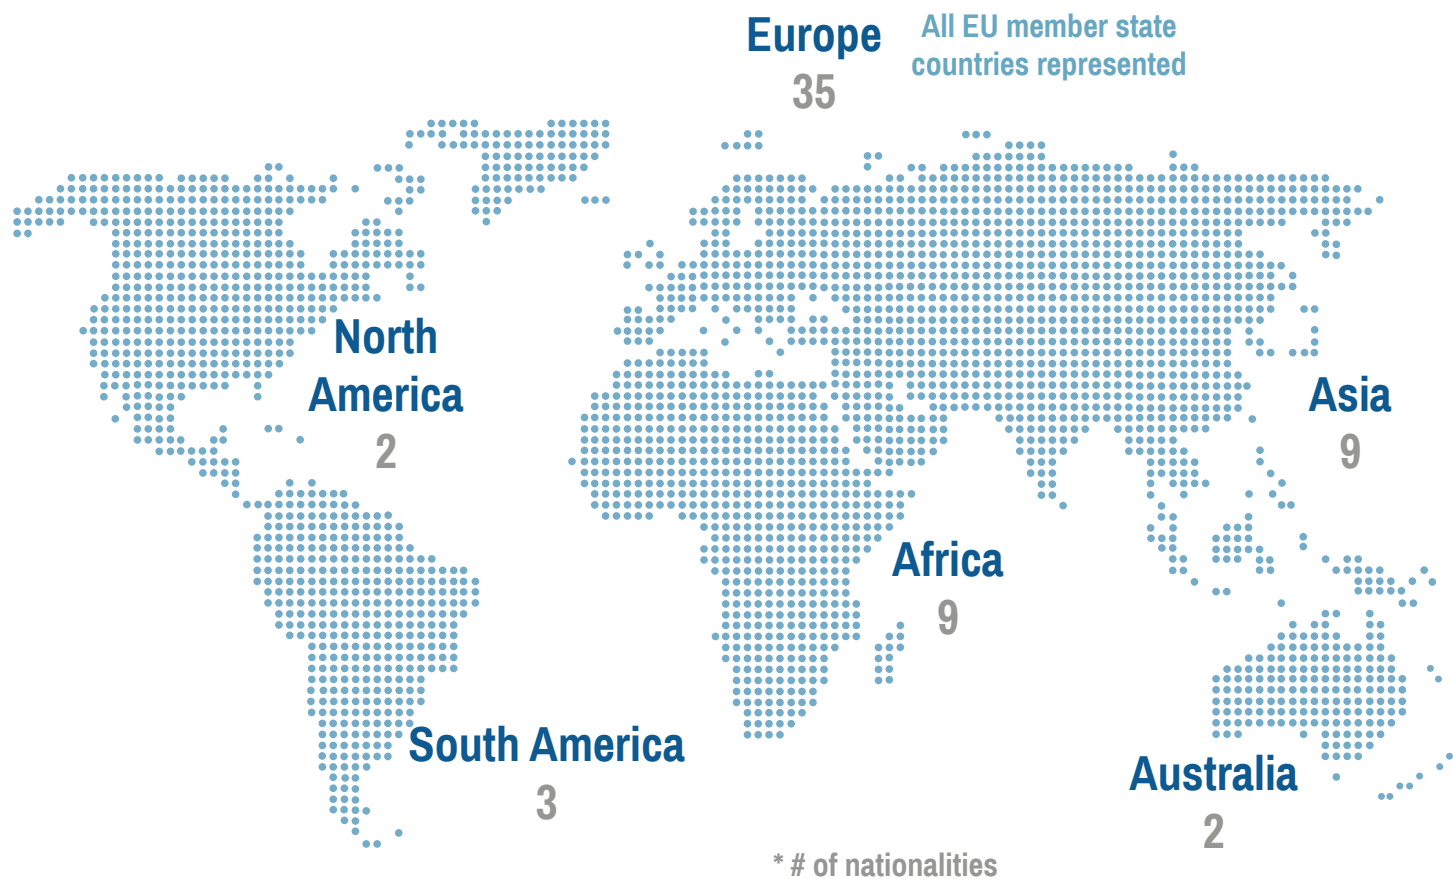 Europe
35
All EU member state
countries represented
North
America
2
Asia
9
Africa
9
South America
3
Australia
2
* # of nationalities